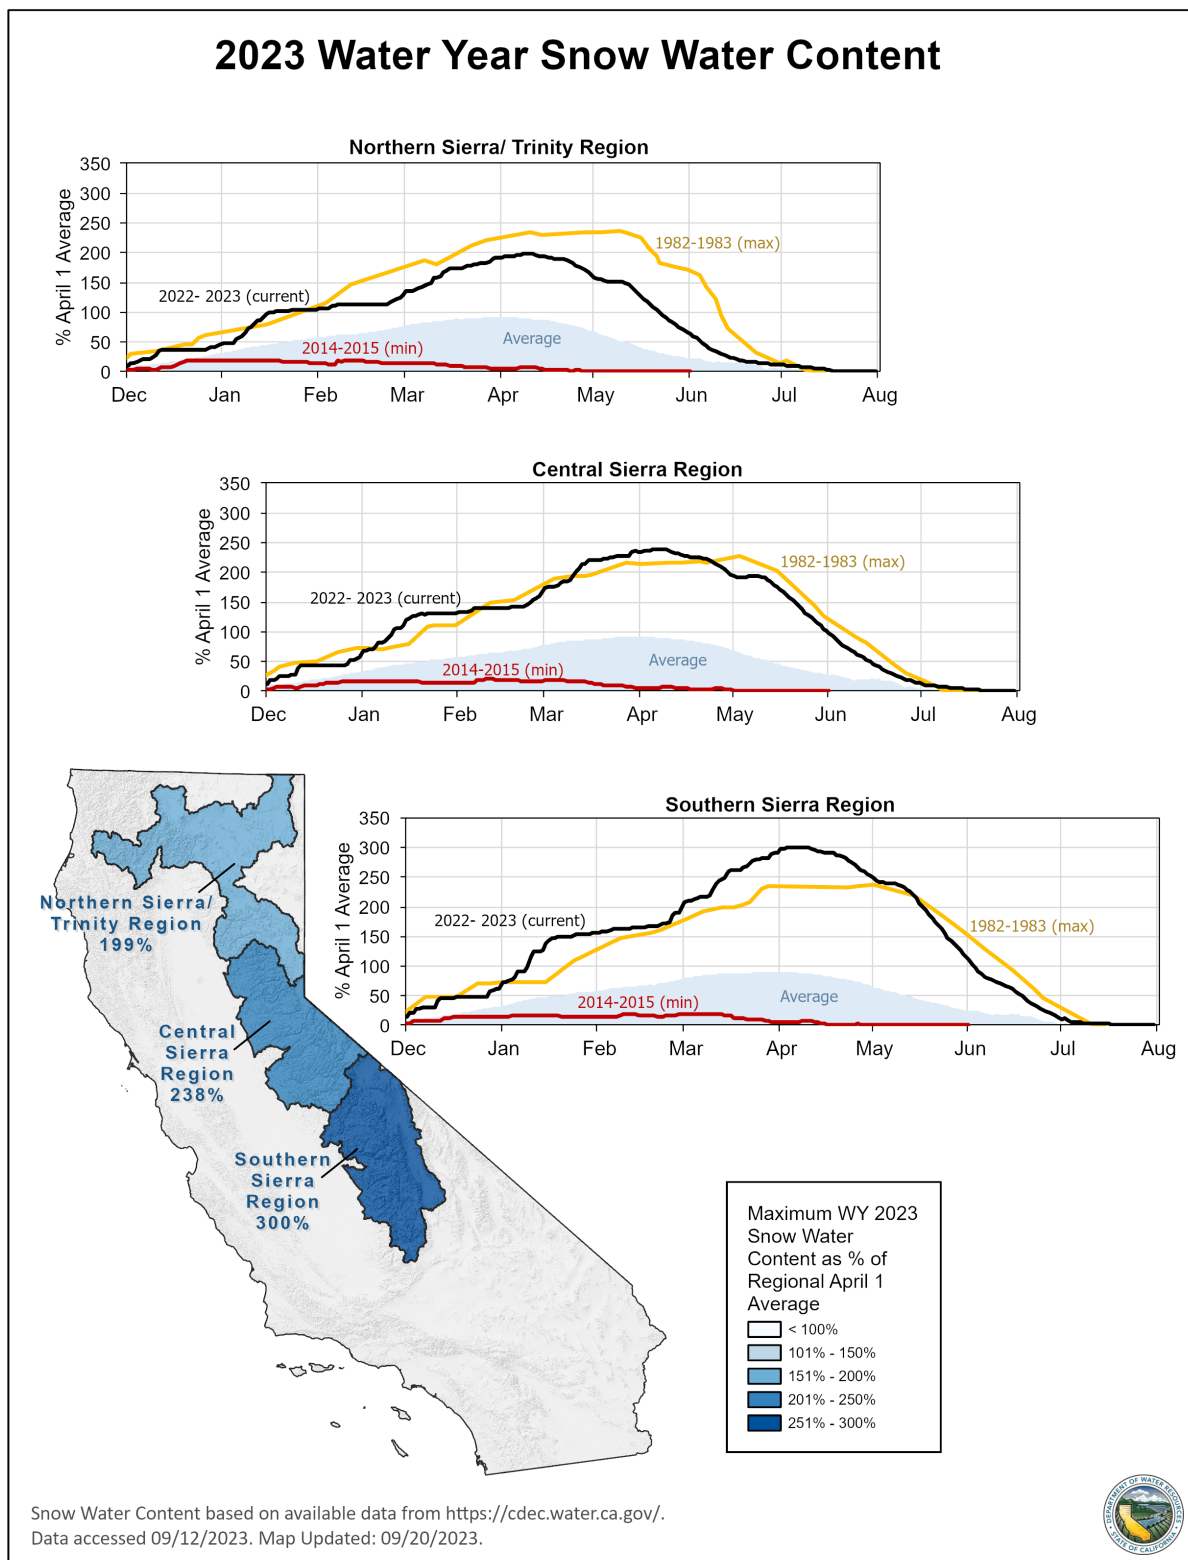 2023 Water Year Snow Water Content
Northern Sierra/ Trinity Region
% April 1 Average
350
300
250
200
150
100
50
0
1982-1983 (max)
2022- 2023 (current)
Average
2014-2015 (min)
Dec Jan Feb Mar Apr May Jun Jul Aug
Central Sierra Region
% April 1 Average
350
300
250
200
150
100
50
0
1982-1983 (max)
2022- 2023 (current)
Average
2014-2015 (min)
Dec Jan Feb Mar Apr May Jun Jul Aug
Southern Sierra Region
% April 1 Average
350
300
250
200
150
100
50
0
2022- 2023 (current)
1982-1983 (max)
Average
2014-2015 (min)
Dec Jan Feb Mar Apr May Jun Jul Aug
Northern Sierra/
Trinity Region
199%
Central
Sierra
Region
238%
Southern
Sierra
Region
300%
Maximum WY 2023
Snow Water
Content as % of
Regional April 1
Average
< 100%
101% - 150%
151% - 200%
201% - 250%
251% - 300%
Snow Water Content based on available data from https://cdec.water.ca.gov/.
Data accessed 09/12/2023. Map Updated: 09/20/2023.
DEPARTMENT OF WATER RESOURCES
STATE OF CALIFORNIA